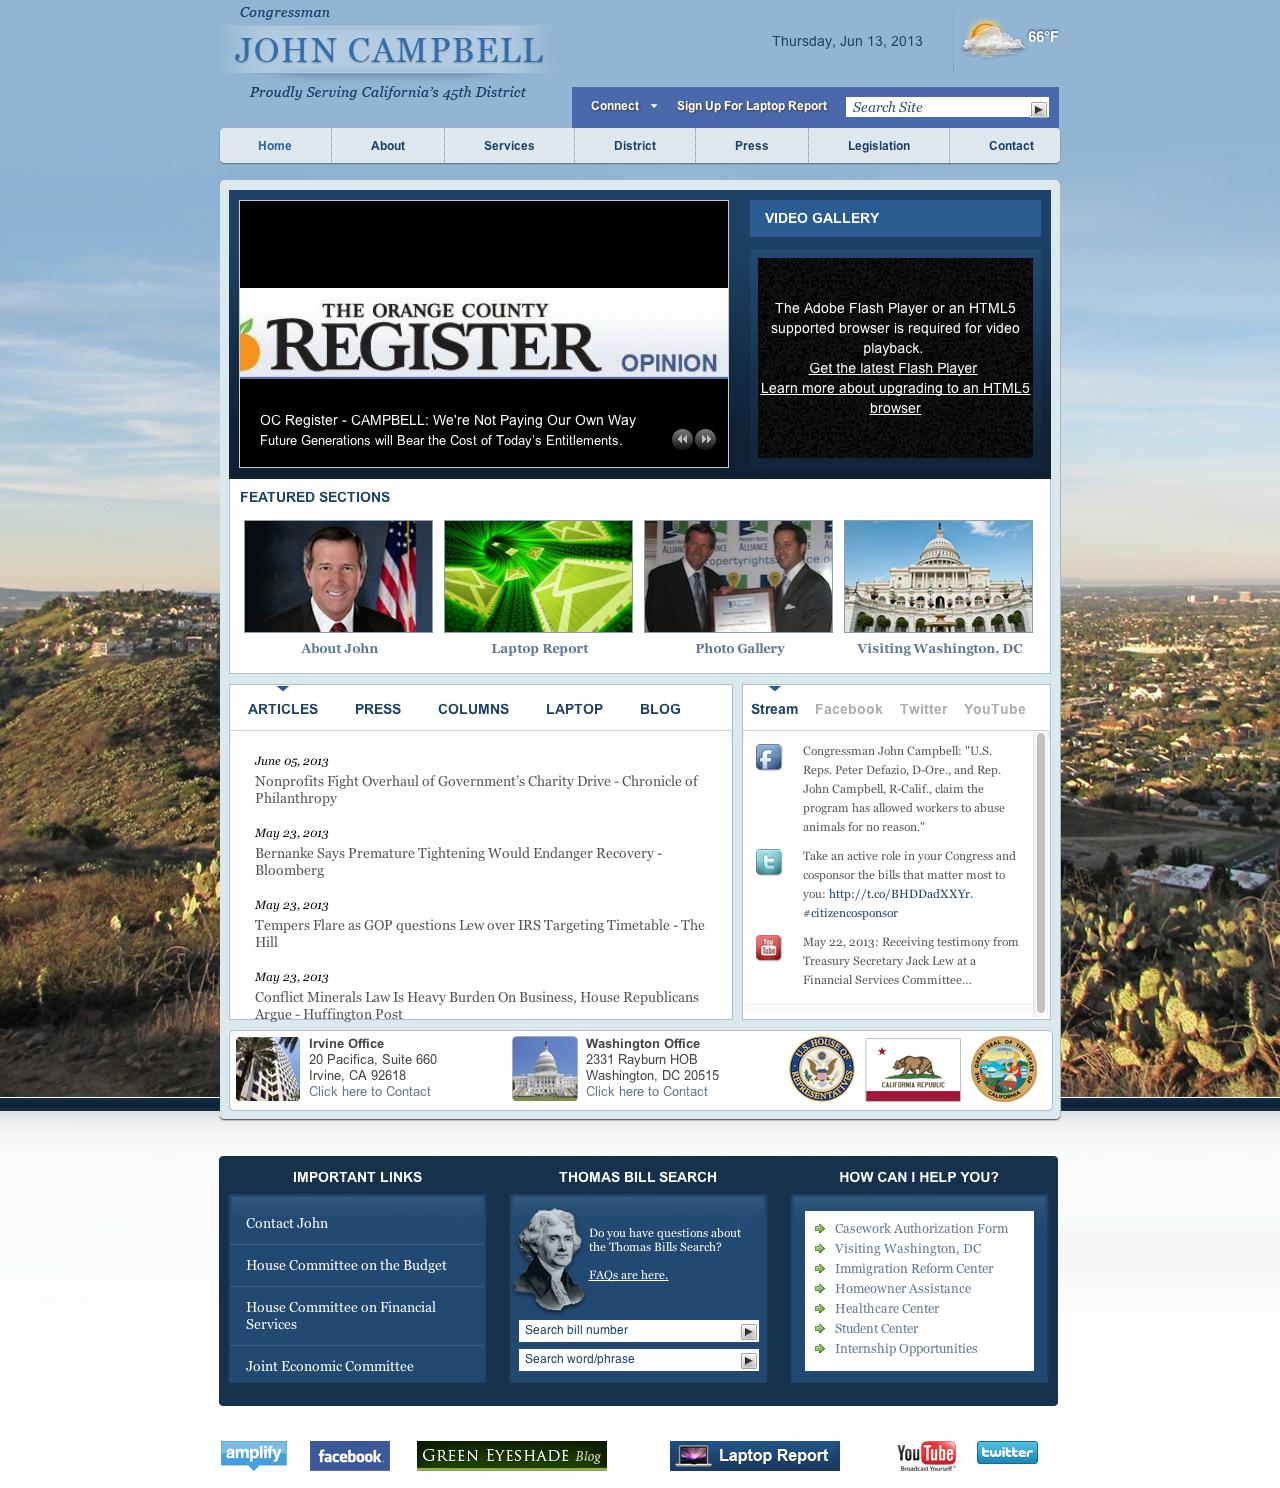 Congressman
JOHN CAMPBELL
Proudly Serving California's 45th District
Thursday, Jun 13, 2013
66°F
Connect
Sign Up For Laptop Report
Search Site
Home
About
Services
District
Press
Legislation
Contact
THE ORANGE COUNTY
REGISTER OPINION
OC Register - CAMPBELL: We're Not Paying Our Own Way
Future Generations will Bear the Cost of Today's Entitlements.
VIDEO GALLERY
The Adobe Flash Player or an HTML5
supported browser is required for video
playback.
Get the latest Flash Player
Learn more about upgrading to an HTML5
browser
FEATURED SECTIONS
About John
Laptop Report
Photo Gallery
Visiting Washington, DC
ARTICLES
PRESS
COLUMNS
LAPTOP
BLOG
June 05, 2013
Nonprofits Fight Overhaul of Government's Charity Drive - Chronicle of
Philanthropy
May 23, 2013
Bernanke Says Premature Tightening Would Endanger Recovery -
Bloomberg
May 23, 2013
Tempers Flare as GOP questions Lew over IRS Targeting Timetable - The
Hill
May 23, 2013
Conflict Minerals Law Is Heavy Burden On Business, House Republicans
Argue - Huffington Post
Stream
Facebook
Twitter
YouTube
Congressman John Campbell: "U.S.
Reps. Peter Defazio, D-Ore., and Rep.
John Campbell, R-Calif., claim the
program has allowed workers to abuse
animals for no reason."
Take an active role in your Congress and
cosponsor the bills that matter most to
you: http://t.co/BHDDadXXYr.
#citizencosponsor
You
Tube
May 22, 2013: Receiving testimony from
Treasury Secretary Jack Lew at a
Financial Services Committee...
Irvine Office
20 Pacifica, Suite 660
Irvine, CA 92618
Click here to Contact
Washington Office
2331 Rayburn HOB
Washington, DC 20515
Click here to Contact
U.S. HOUSE OF
REPRESENTATIVES
CALIFORNIA REPUBLIC
IMPORTANT LINKS
Contact John
House Committee on the Budget
House Committee on Financial
Services
Joint Economic Committee
THOMAS BILL SEARCH
Do you have questions about
the Thomas Bills Search?
FAQs are here.
Search bill number
Search word/phrase
HOW CAN I HELP YOU?
Casework Authorization Form
Visiting Washington, DC
Immigration Reform Center
Homeowner Assistance
Healthcare Center
Student Center
Internship Opportunities
amplify
facebook
GREEN EYESHADE Blog
Laptop Report
YouTube
Broadcast Yourself
twitter